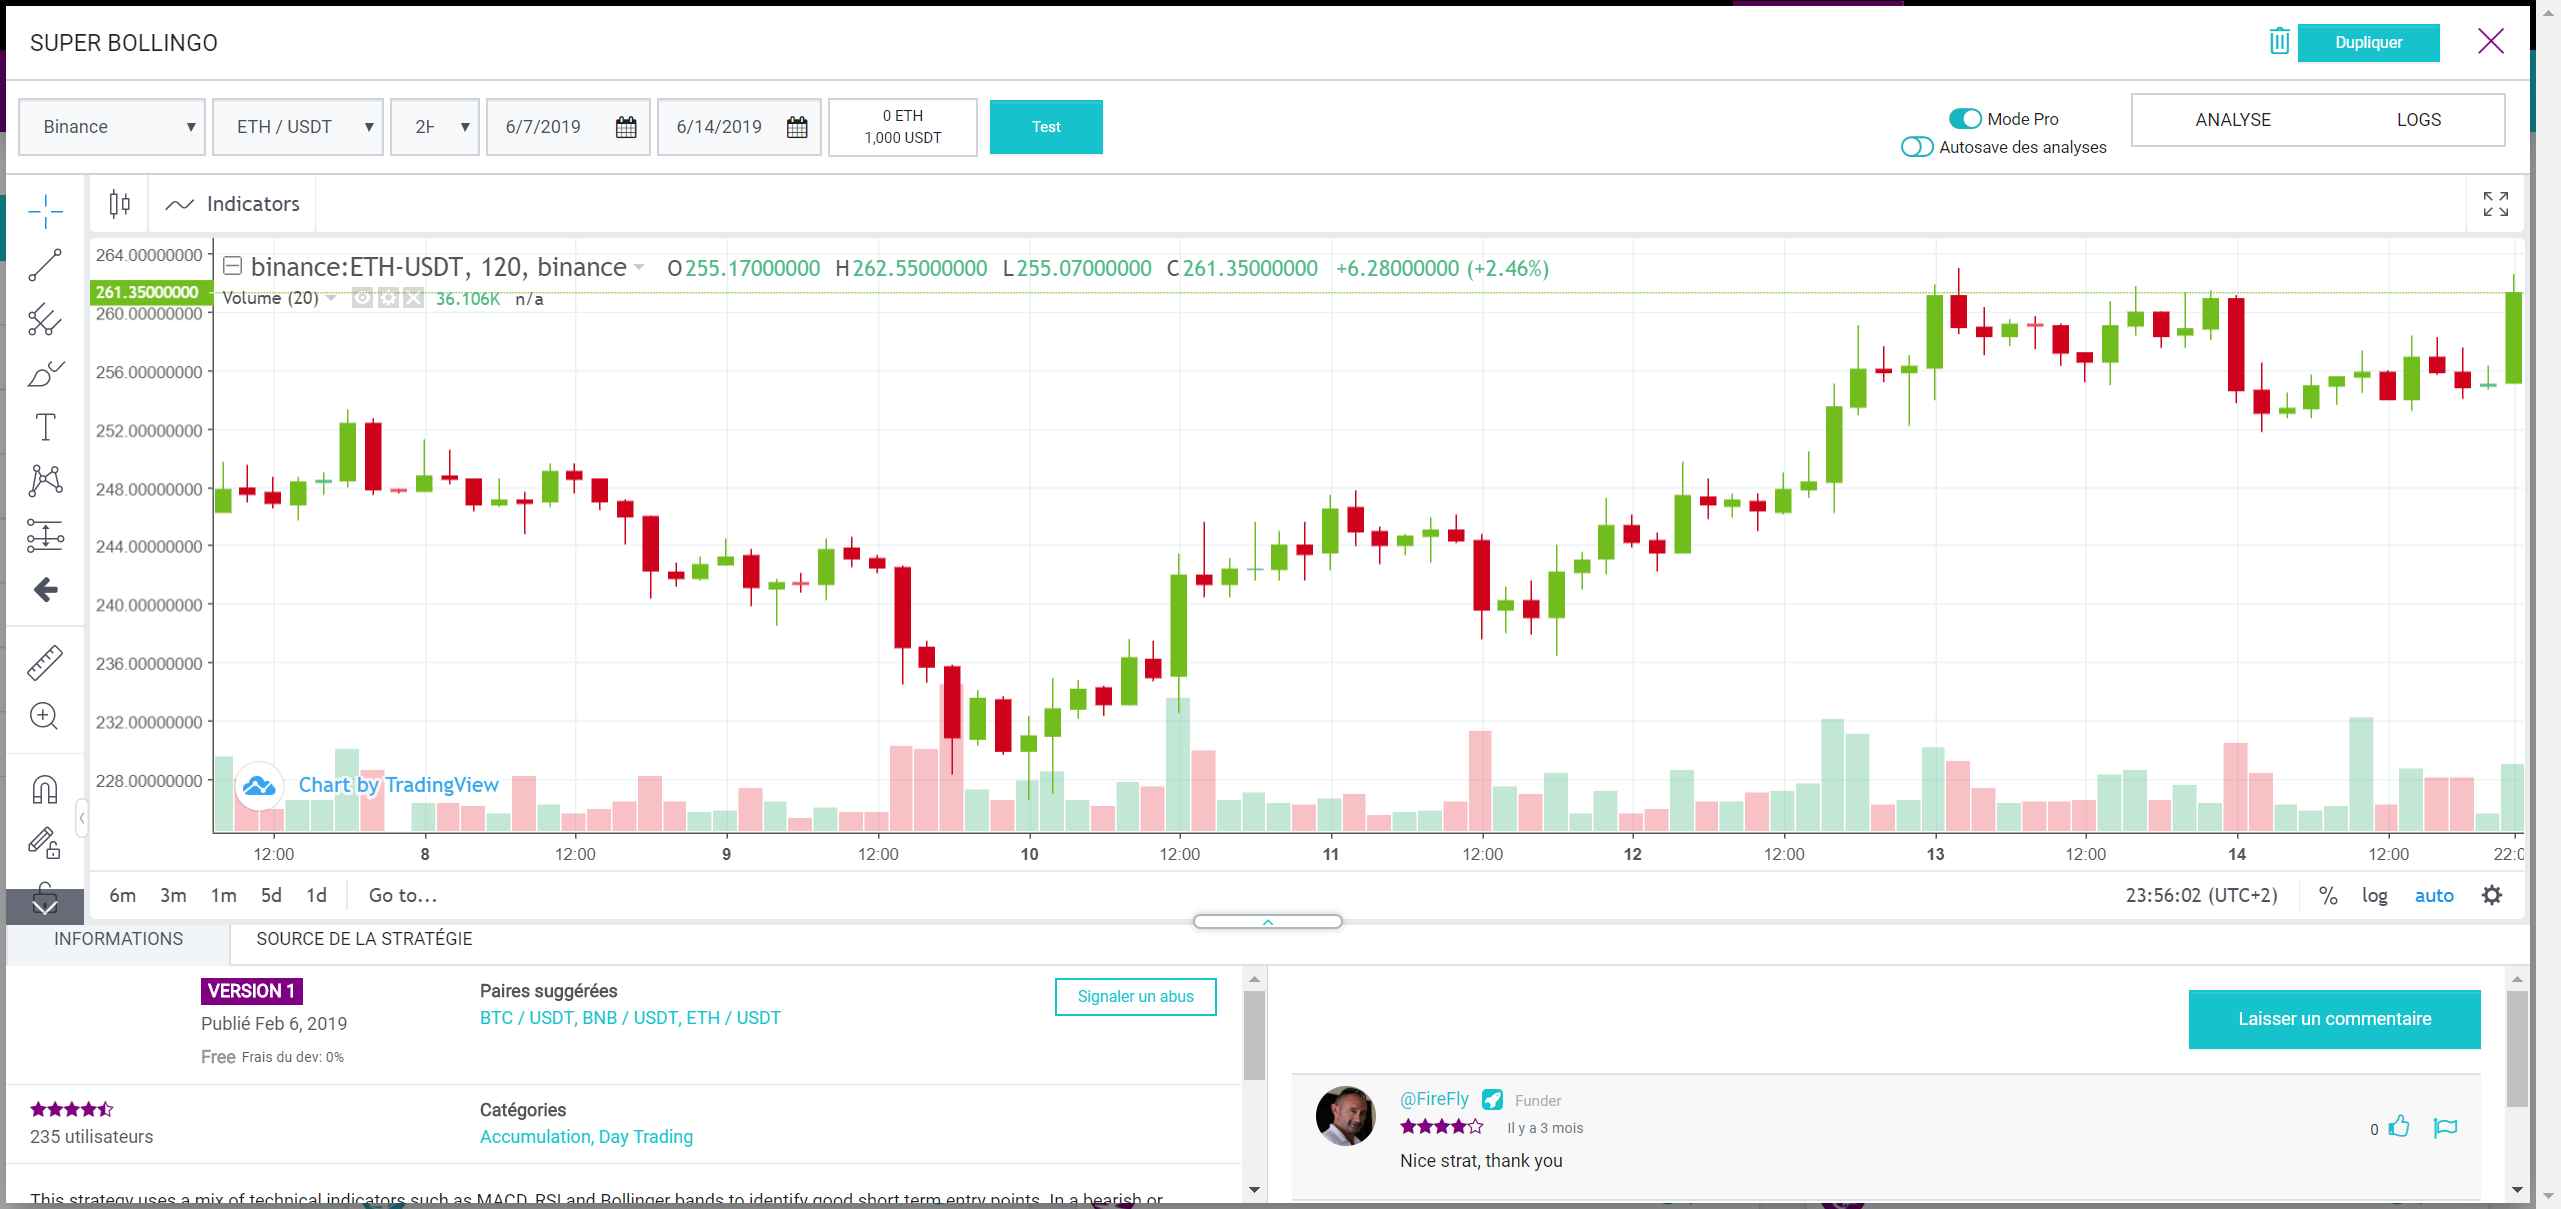 SUPER BOLLINGO
Dupliquer
Binance
ETH / USDT
2H
6/7/2019
6/14/2019
0 ETH
1,000 USDT
Test
Mode Pro
Autosave des analyses
ANALYSE
LOGS
Indicators
binance:ETH-USDT, 120, binance
O255.17000000 H262.55000000 L255.07000000 C261.35000000 +6.28000000 (+2.46%)
Volume (20)
36.106K n/a
264.00000000
261.35000000
260.00000000
256.00000000
252.00000000
248.00000000
244.00000000
240.00000000
236.00000000
232.00000000
228.00000000
Chart by TradingView
12:00 8 12:00 9 12:00 10 12:00 11 12:00 12 12:00 13 12:00 14 12:00 22:0
6m 3m 1m 5d 1d Go to...
23:56:02 (UTC+2) % log auto
INFORMATIONS
SOURCE DE LA STRATÉGIE
VERSION 1
Publié Feb 6, 2019
Free Frais du dev: 0%
Paires suggérées
BTC / USDT, BNB / USDT, ETH / USDT
Signaler un abus
235 utilisateurs
Catégories
Accumulation, Day Trading
This strategy uses a mix of technical indicators such as MACD, RSI and Bollinger bands to identify good short term entry points. In a bearish or
Laisser un commentaire
@FireFly Funder
Il y a 3 mois
Nice strat, thank you
0